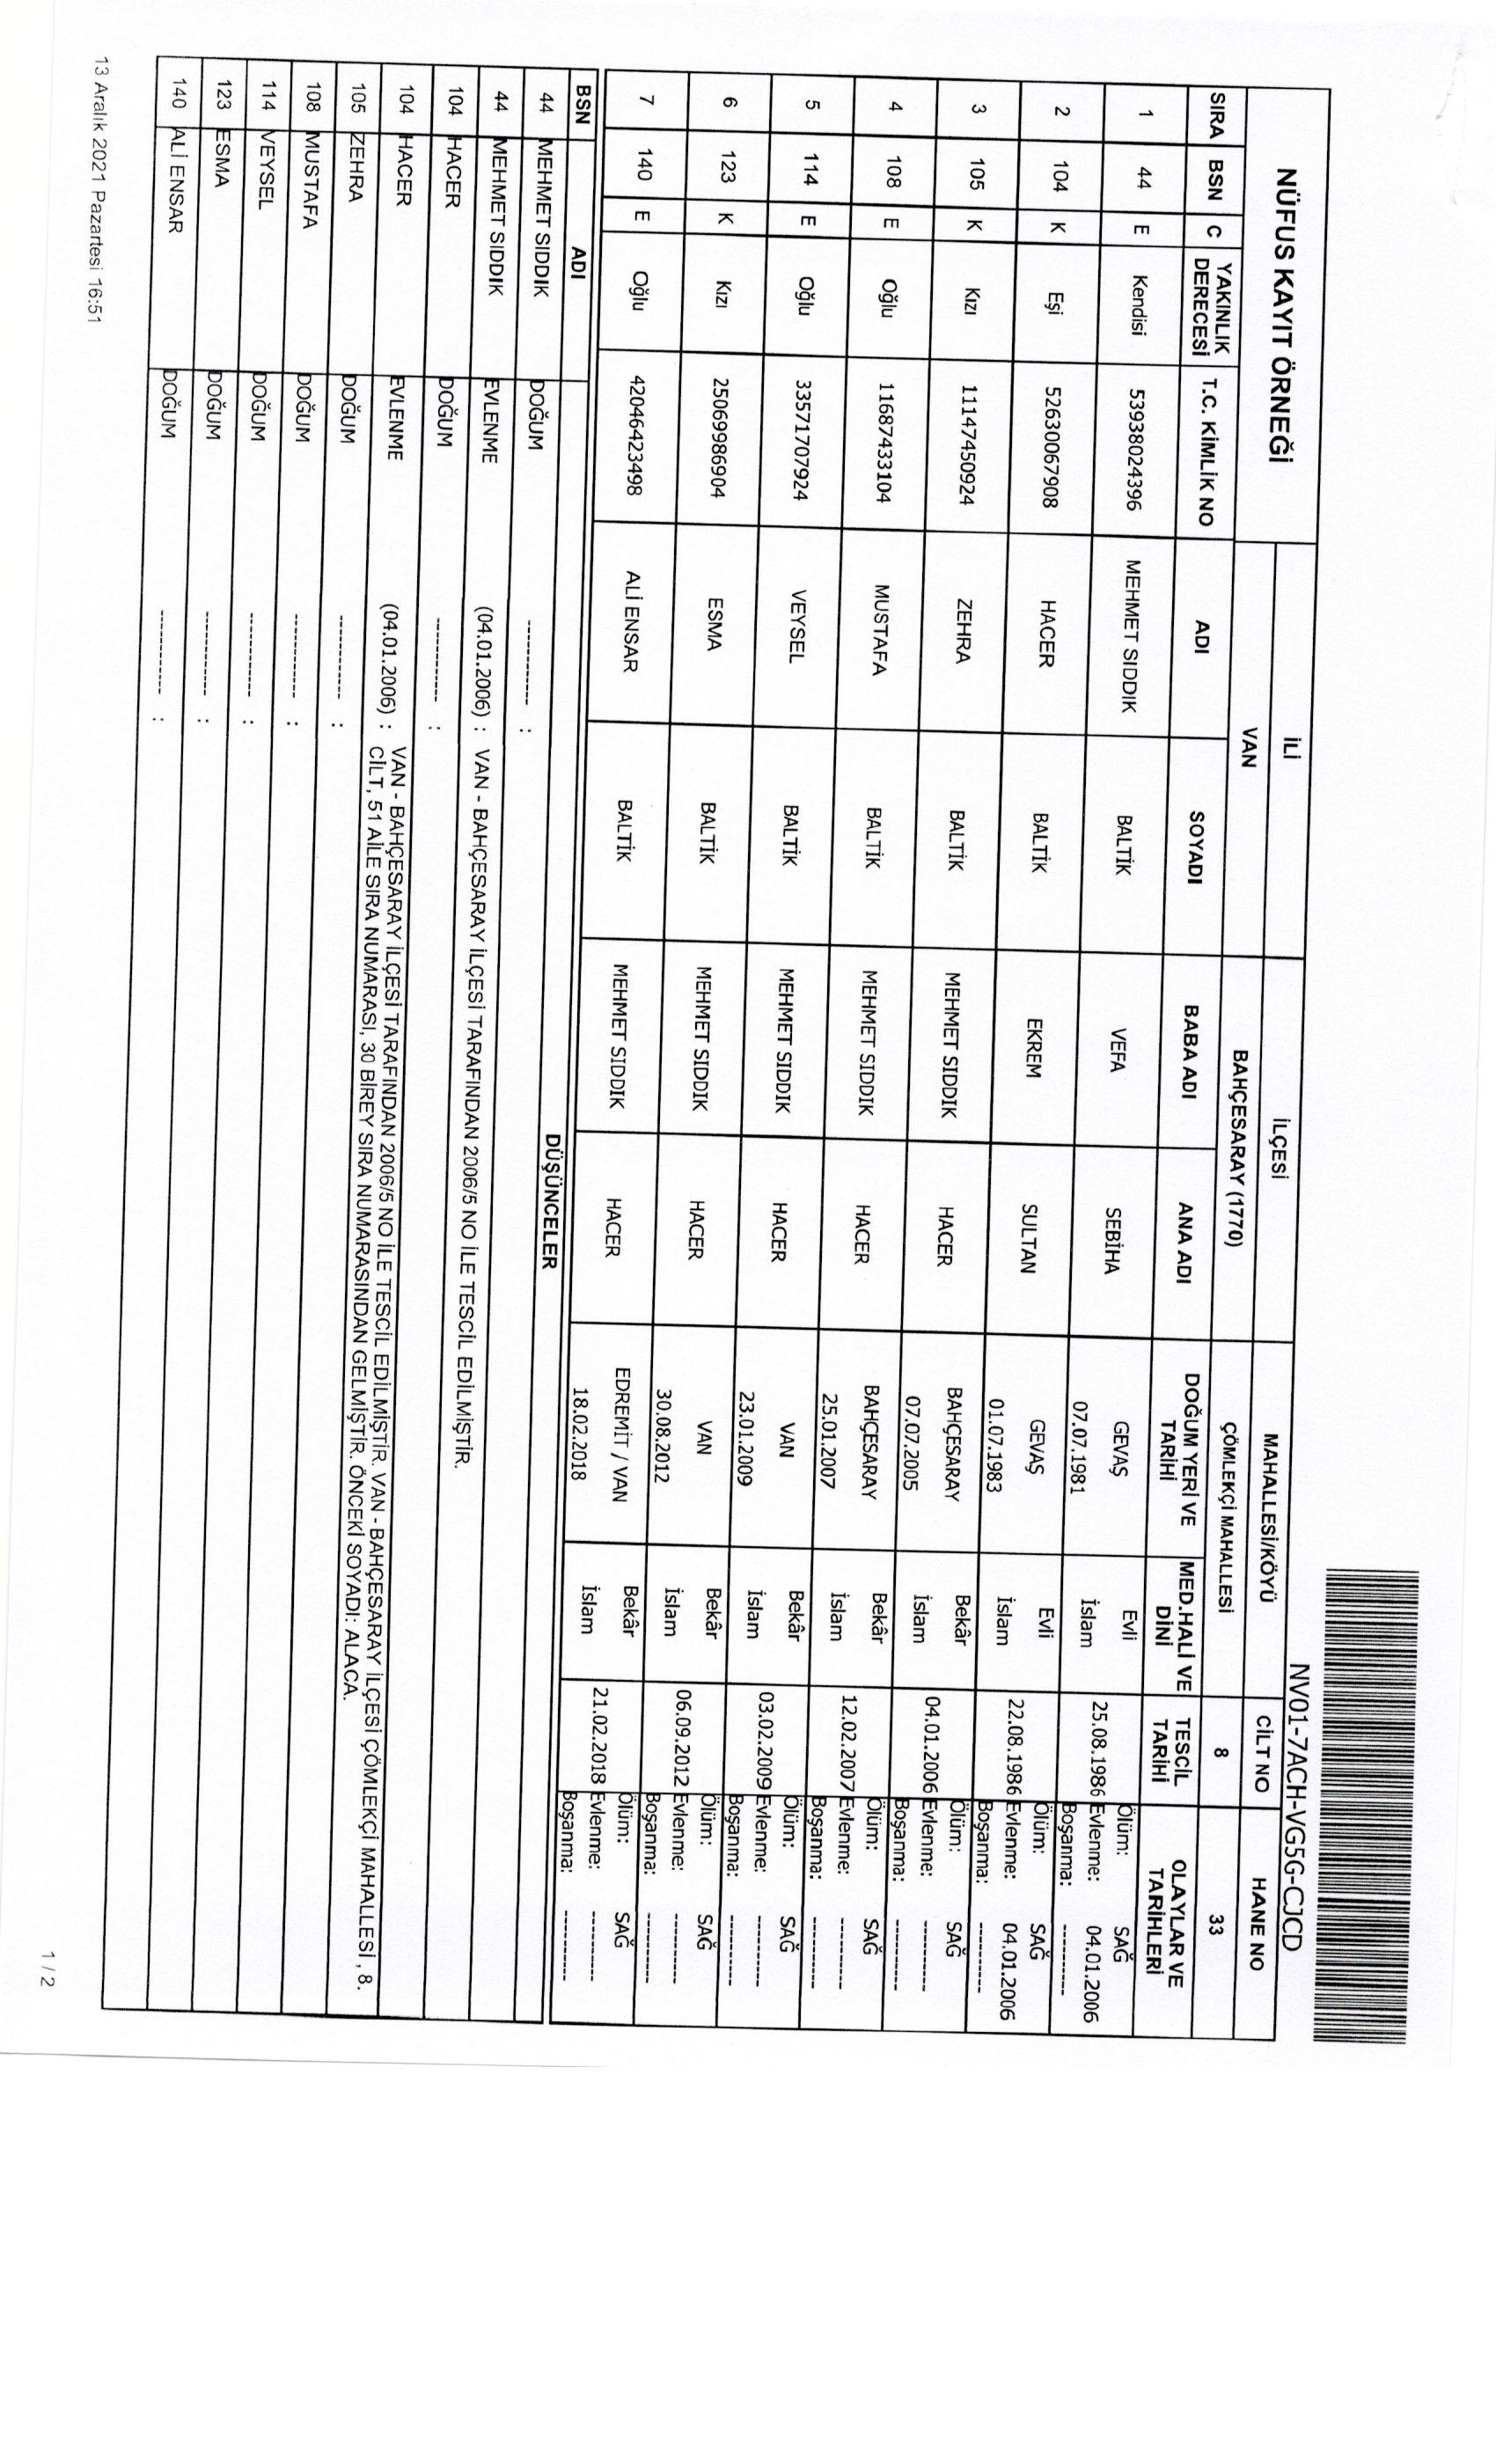 NV01-7ACH-VG5G-CJCD
NÜFUS KAYIT ÖRNEĞİ
İLİ İLÇESİ MAHALLESİ/KÖYÜ CİLT NO HANE NO
VAN BAHÇESARAY (1770) ÇÖMLEKÇİ MAHALLESİ 8 33
SIRA BSN C YAKINLIK DERECESİ T.C. KİMLİK NO ADI SOYADI BABA ADI ANA ADI DOĞUM YERİ VE TARİHİ MED.HALİ VE DİNİ TESCİL TARİHİ OLAYLAR VE TARİHLERİ
1 44 E Kendisi 53938024396 MEHMET SIDDIK BALTİK VEFA SEBİHA GEVAŞ 07.07.1981 Evli İslam 25.08.1986 Ölüm: SAĞ Evlenme: 04.01.2006 Boşanma: ----------
2 104 K Eşi 52630067908 HACER BALTİK EKREM SULTAN GEVAŞ 01.07.1983 Evli İslam 22.08.1986 Ölüm: SAĞ Evlenme: 04.01.2006 Boşanma: ----------
3 105 K Kızı 11147450924 ZEHRA BALTİK MEHMET SIDDIK HACER BAHÇESARAY 07.07.2005 Bekâr İslam 04.01.2006 Ölüm: SAĞ Evlenme: ---------- Boşanma: ----------
4 108 E Oğlu 11687433104 MUSTAFA BALTİK MEHMET SIDDIK HACER BAHÇESARAY 25.01.2007 Bekâr İslam 12.02.2007 Ölüm: SAĞ Evlenme: ---------- Boşanma: ----------
5 114 E Oğlu 33571707924 VEYSEL BALTİK MEHMET SIDDIK HACER VAN 23.01.2009 Bekâr İslam 03.02.2009 Ölüm: SAĞ Evlenme: ---------- Boşanma: ----------
6 123 K Kızı 25069986904 ESMA BALTİK MEHMET SIDDIK HACER VAN 30.08.2012 Bekâr İslam 06.09.2012 Ölüm: SAĞ Evlenme: ---------- Boşanma: ----------
7 140 E Oğlu 42046423498 ALİ ENSAR BALTİK MEHMET SIDDIK HACER EDREMİT / VAN 18.02.2018 Bekâr İslam 21.02.2018 Ölüm: SAĞ Evlenme: ---------- Boşanma: ----------
BSN ADI DÜŞÜNCELER
44 MEHMET SIDDIK DOĞUM ---------- :
44 MEHMET SIDDIK EVLENME (04.01.2006) : VAN - BAHÇESARAY İLÇESİ TARAFINDAN 2006/5 NO İLE TESCİL EDİLMİŞTİR.
104 HACER DOĞUM ---------- :
104 HACER EVLENME (04.01.2006) : VAN - BAHÇESARAY İLÇESİ TARAFINDAN 2006/5 NO İLE TESCİL EDİLMİŞTİR. VAN - BAHÇESARAY İLÇESİ ÇÖMLEKÇİ MAHALLESİ , 8.
CİLT, 51 AİLE SIRA NUMARASI, 30 BİREY SIRA NUMARASINDAN GELMİŞTİR. ÖNCEKİ SOYADI: ALACA.
105 ZEHRA DOĞUM ---------- :
108 MUSTAFA DOĞUM ---------- :
114 VEYSEL DOĞUM ---------- :
123 ESMA DOĞUM ---------- :
140 ALİ ENSAR DOĞUM ---------- :
13 Aralık 2021 Pazartesi 16:51
1 / 2